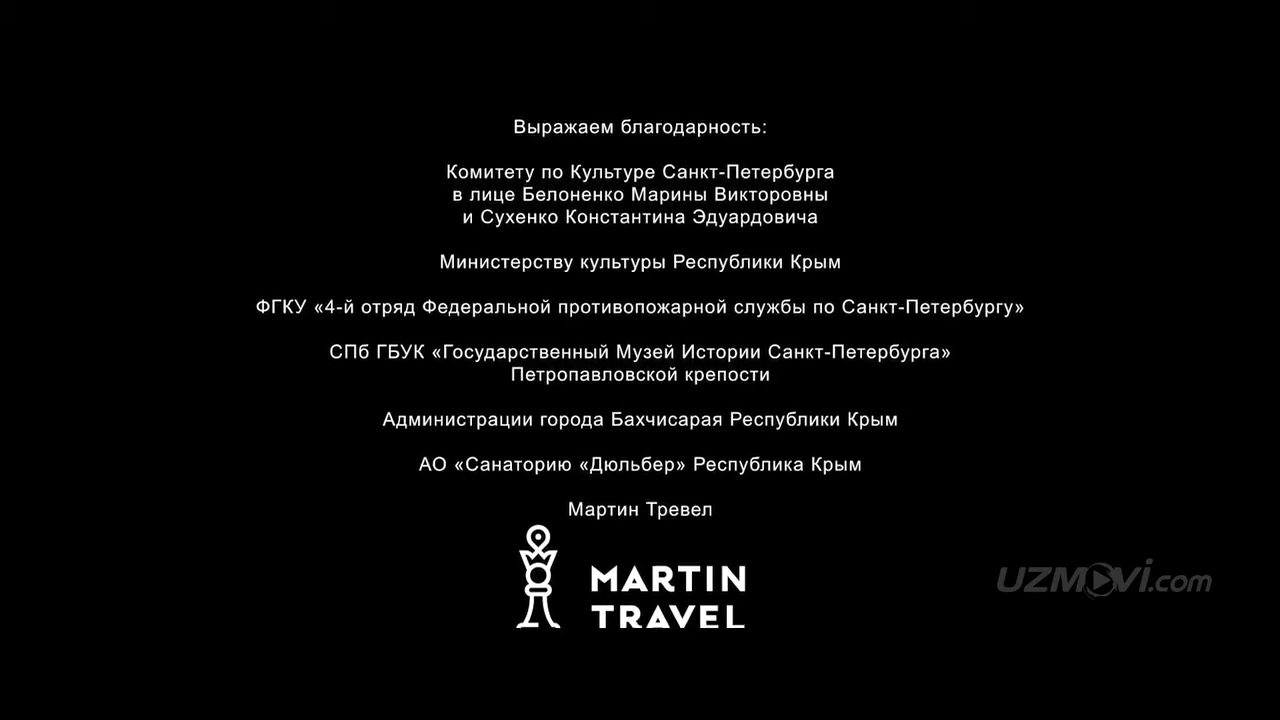 Выражаем благодарность:
Комитету по Культуре Санкт-Петербурга
в лице Белоненко Марины Викторовны
и Сухенко Константина Эдуардовича
Министерству культуры Республики Крым
ФГКУ «4-й отряд Федеральной противопожарной службы по Санкт-Петербургу»
СПб ГБУК «Государственный Музей Истории Санкт-Петербурга»
Петропавловской крепости
Администрации города Бахчисарая Республики Крым
АО «Санаторию «Дюльбер» Республика Крым
Мартин Тревел
MARTIN
TRAVEL
UZMOVi.com